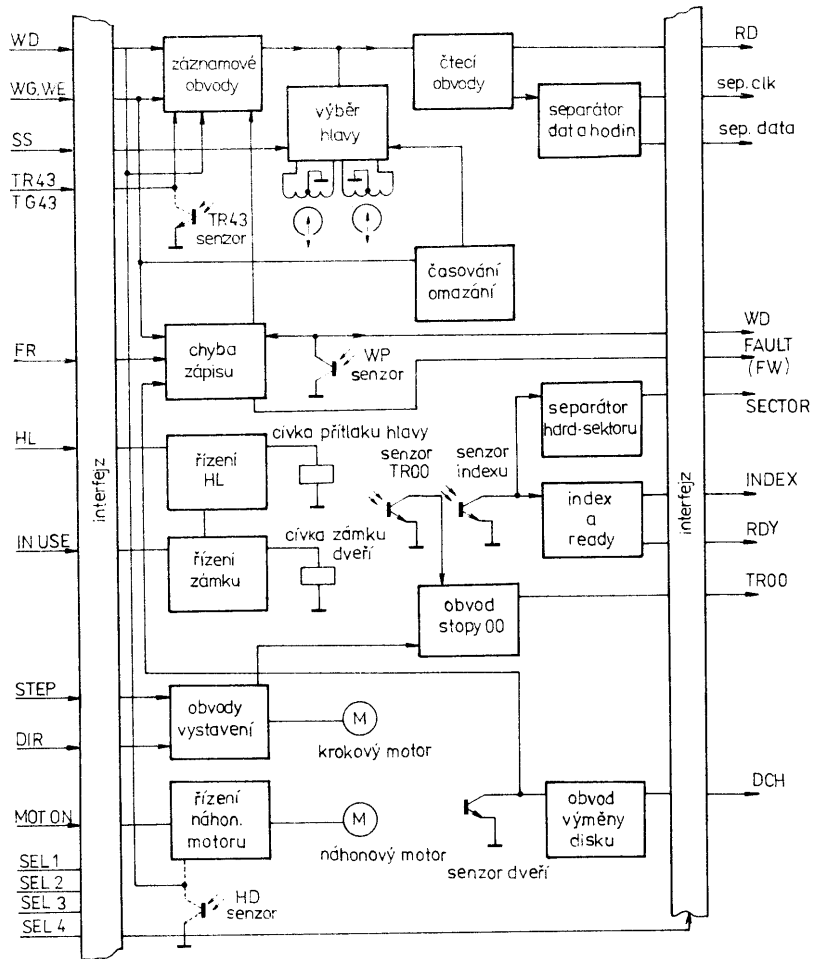 WD
WG,WE
SS
TR43
TG43
FR
HL
IN USE
STEP
DIR
MOT ON
SEL 1
SEL 2
SEL 3
SEL 4
interfejz
záznamové
obvody
čtecí
obvody
výběr
hlavy
separátor
dat a hodin
TR43
senzor
časování
omazání
chyba
zápisu
WP
senzor
separátor
hard-sektoru
cívka přítlaku hlavy
řízení
HL
senzor
TR00
senzor
indexu
index
a
ready
cívka zámku
dveří
řízení
zámku
obvod
stopy 00
obvody
vystavení
M
krokový motor
řízení
náhon.
motoru
M
náhonový motor
senzor dveří
obvod
výměny
disku
HD
senzor
interfejz
RD
sep. clk
sep. data
WD
FAULT
(FW)
SECTOR
INDEX
RDY
TR00
DCH